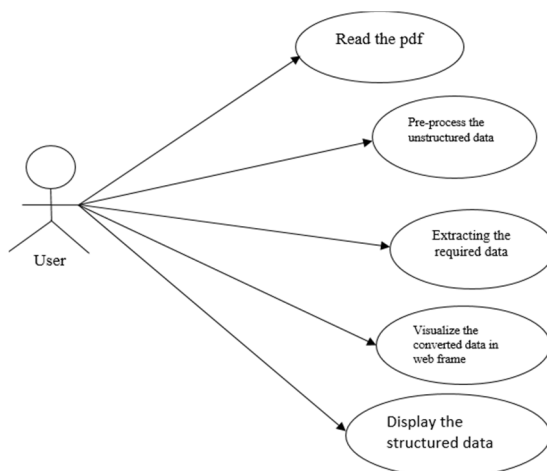 Read the pdf
Pre-process the
unstructured data
Extracting the
required data
User
Visualize the
converted data in
web frame
Display the
structured data